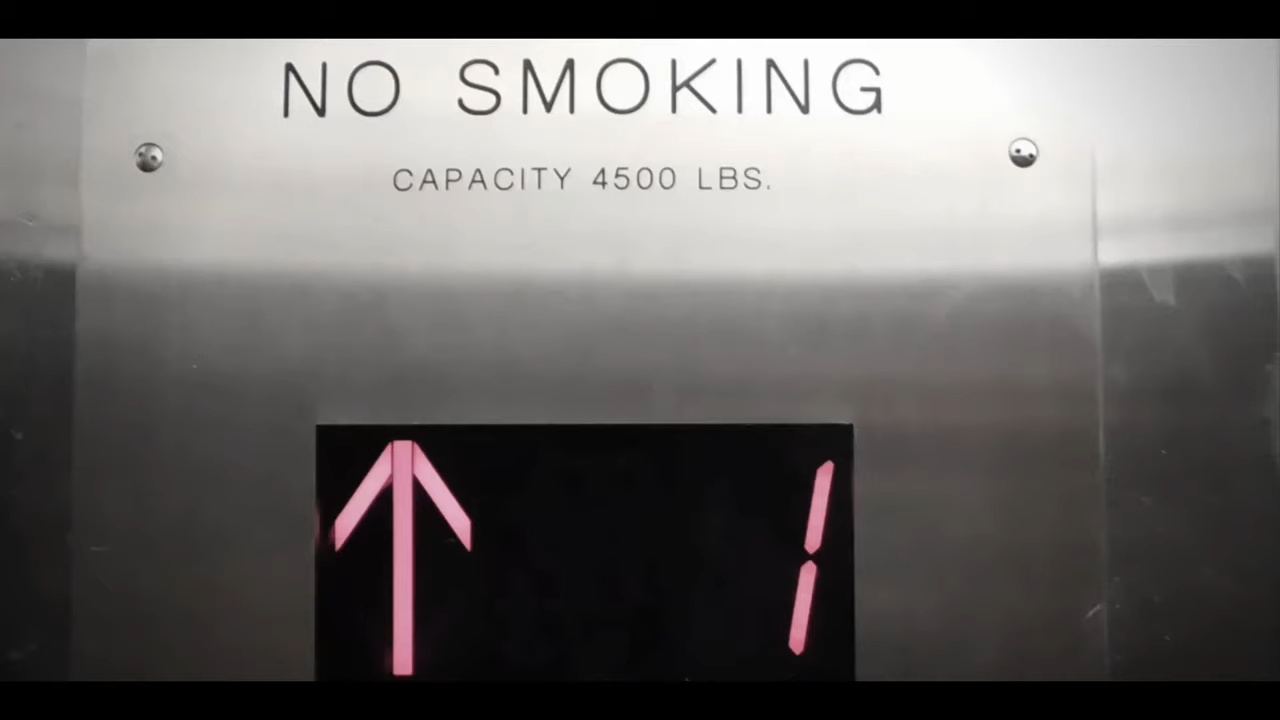 NO SMOKING
CAPACITY 4500 LBS.
↑ 1